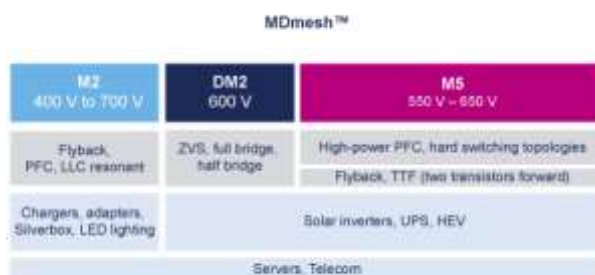 MDmesh™
M2
400 V to 700 V
DM2
600 V
M5
550 V – 650 V
Flyback,
PFC, LLC resonant
ZVS, full bridge,
half bridge
High-power PFC, hard switching topologies
Flyback, TTF (two transistors forward)
Chargers, adapters,
Silverbox, LED lighting
Solar inverters, UPS, HEV
Servers, Telecom